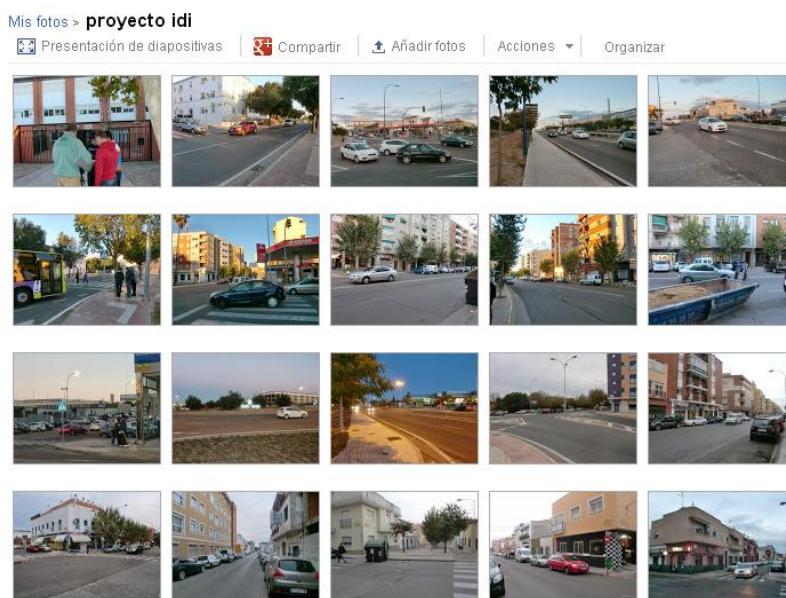 Mis fotos » proyecto idi
Presentación de diapositivas
Compartir
Añadir fotos
Acciones
Organizar